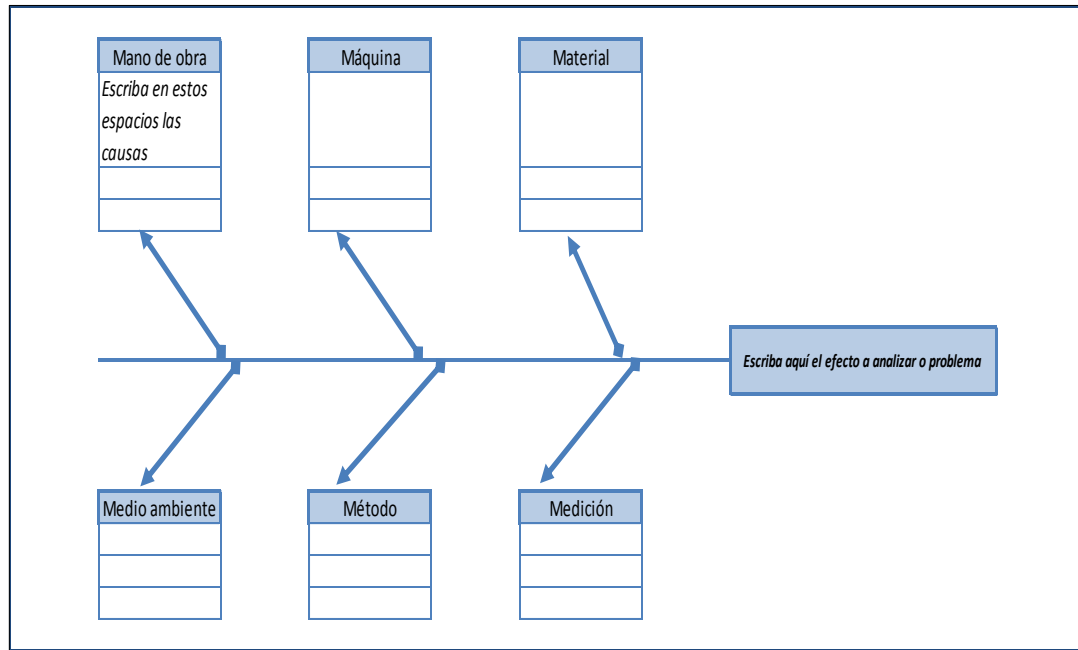 Mano de obra
Máquina
Material
Escriba en estos
espacios las
causas
Escriba aquí el efecto a analizar o problema
Medio ambiente
Método
Medición